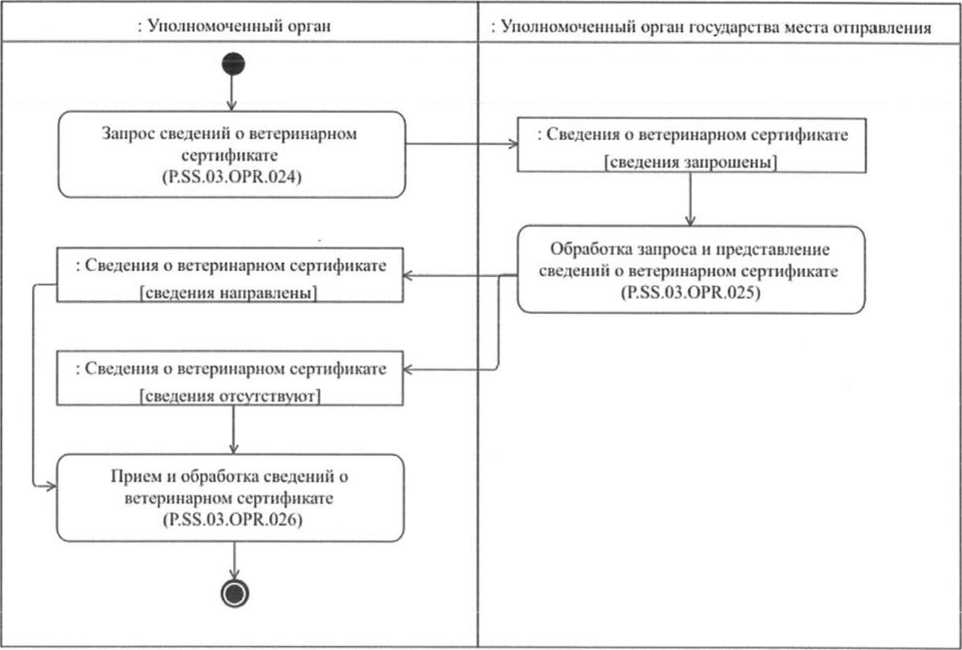 : Уполномоченный орган
: Уполномоченный орган государства места отправления
Запрос сведений о ветеринарном
сертификате
(P.SS.03.OPR.024)
: Сведения о ветеринарном сертификате
[сведения запрошены]
Обработка запроса и представление
сведений о ветеринарном сертификате
(P.SS.03.OPR.025)
: Сведения о ветеринарном сертификате
[сведения направлены]
: Сведения о ветеринарном сертификате
[сведения отсутствуют]
Прием и обработка сведений о
ветеринарном сертификате
(P.SS.03.OPR.026)